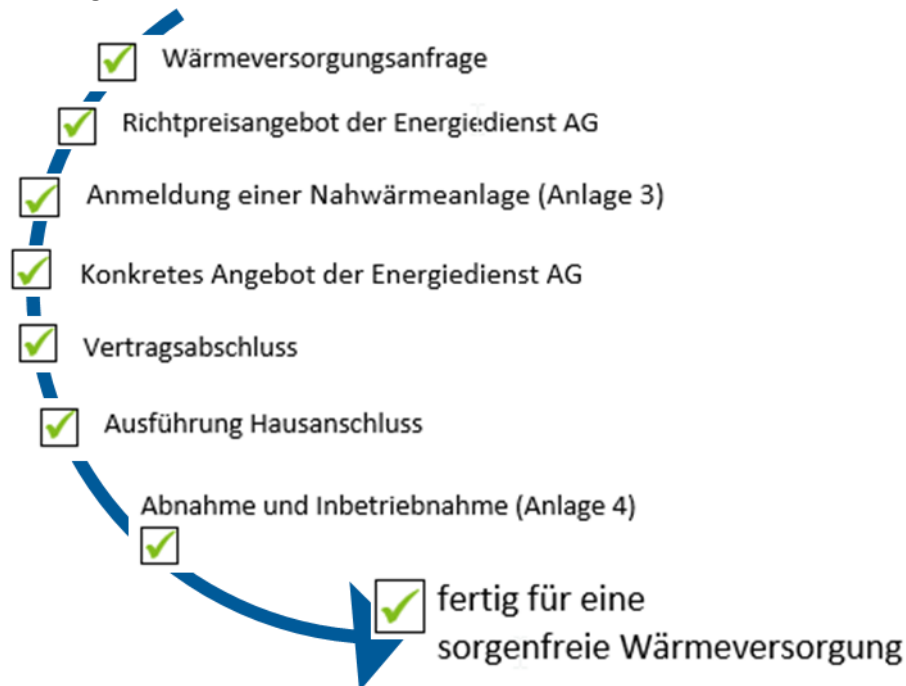 Wärmeversorgungsanfrage
Richtpreisangebot der Energiedienst AG
Anmeldung einer Nahwärmeanlage (Anlage 3)
Konkretes Angebot der Energiedienst AG
Vertragsabschluss
Ausführung Hausanschluss
Abnahme und Inbetriebnahme (Anlage 4)
fertig für eine
sorgenfreie Wärmeversorgung